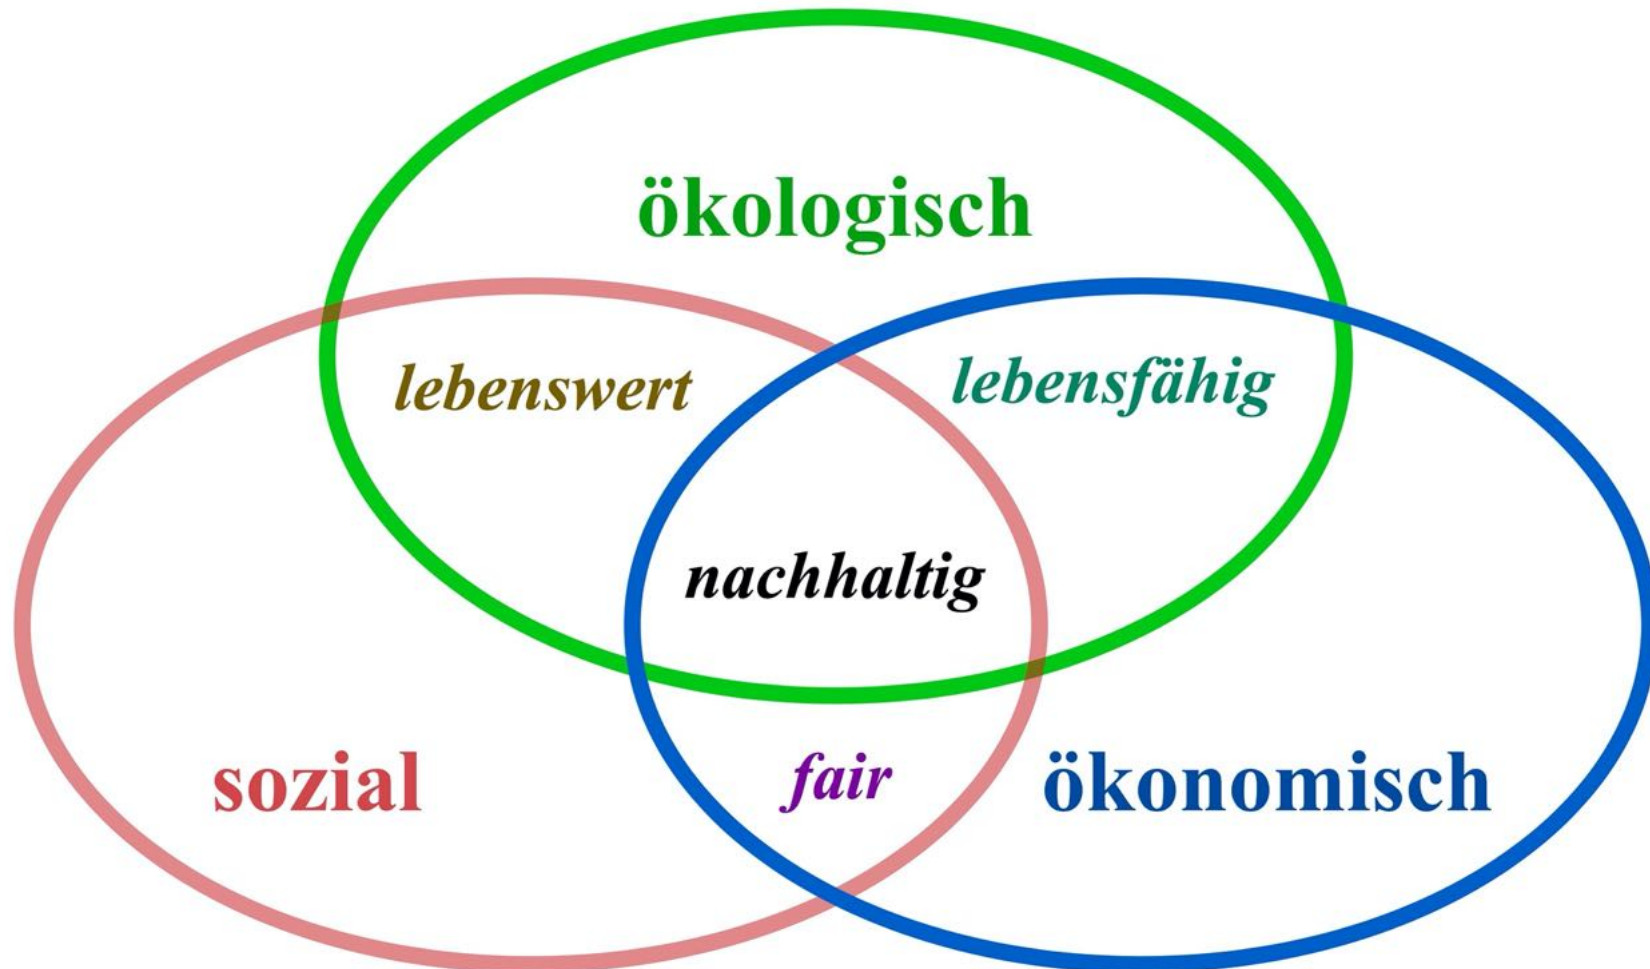 ökologisch
lebenswert
lebensfähig
nachhaltig
sozial
fair
ökonomisch